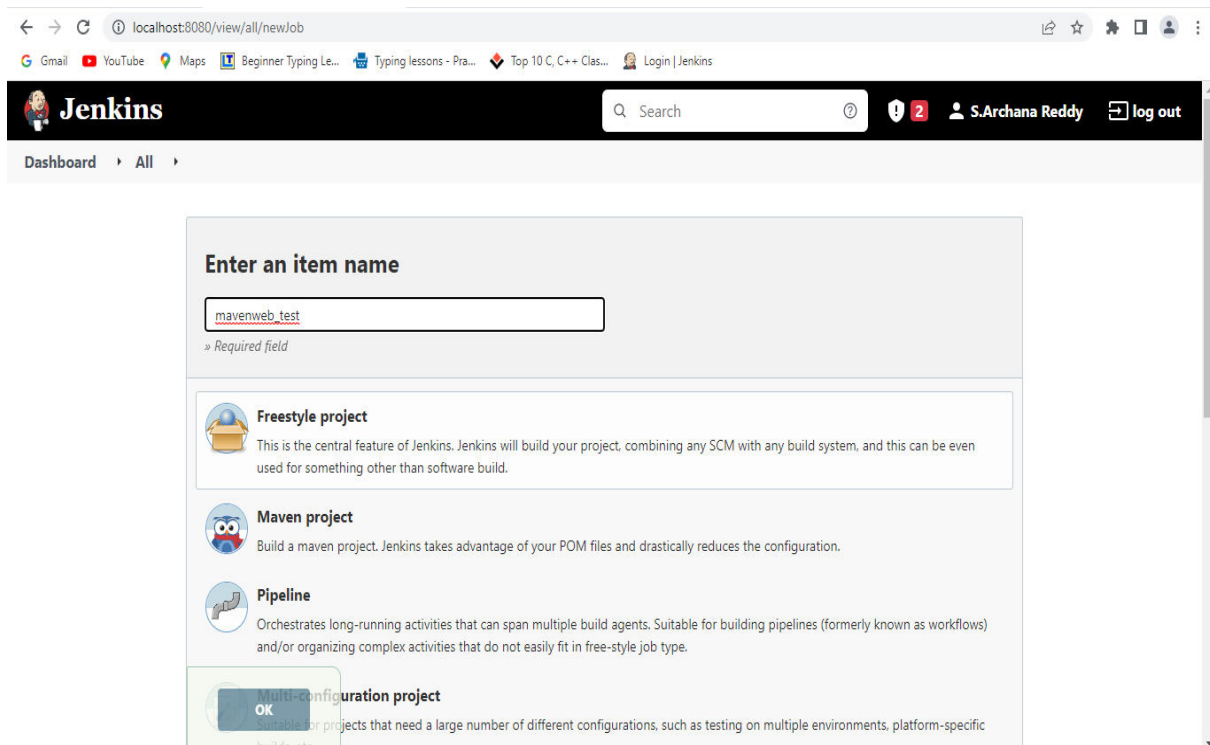 localhost:8080/view/all/newJob
Gmail YouTube Maps Beginner Typing Le... Typing lessons - Pra... Top 10 C, C++ Clas... Login | Jenkins
Jenkins Search 2 S.Archana Reddy log out
Dashboard All
Enter an item name
mavenweb_test
» Required field
Freestyle project
This is the central feature of Jenkins. Jenkins will build your project, combining any SCM with any build system, and this can be even
used for something other than software build.
Maven project
Build a maven project. Jenkins takes advantage of your POM files and drastically reduces the configuration.
Pipeline
Orchestrates long-running activities that can span multiple build agents. Suitable for building pipelines (formerly known as workflows)
and/or organizing complex activities that do not easily fit in free-style job type.
Multi-configuration project
OK
Suitable for projects that need a large number of different configurations, such as testing on multiple environments, platform-specific